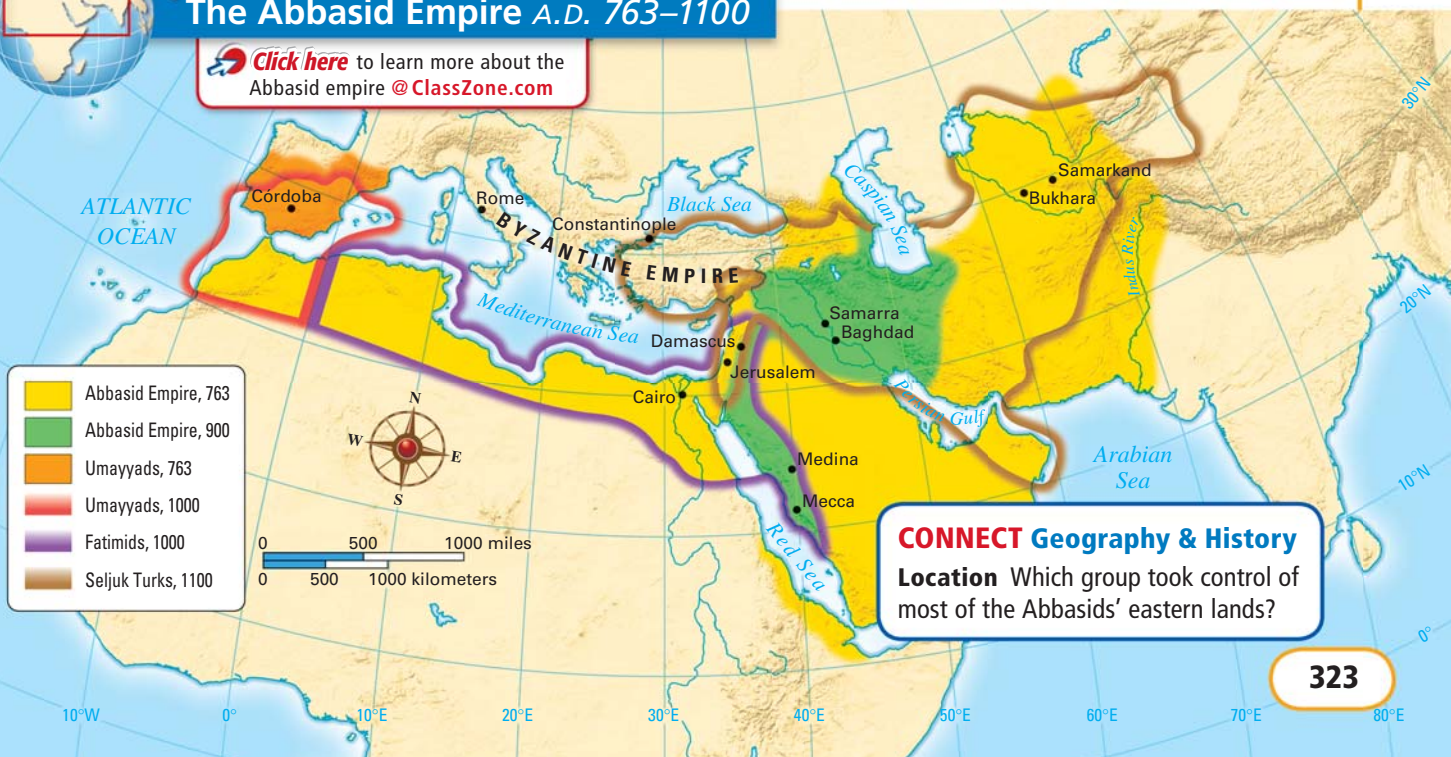 The Abbasid Empire A.D. 763–1100
Click here to learn more about the
Abbasid empire @ ClassZone.com
ATLANTIC
OCEAN
Córdoba
Rome
Constantinople
BYZANTINE EMPIRE
Black Sea
Caspian Sea
Samarkand
Bukhara
Indus River
30°N
20°N
10°N
0°
Mediterranean Sea
Damascus
Jerusalem
Cairo
Samarra
Baghdad
Persian Gulf
Medina
Mecca
Red Sea
Arabian
Sea
Abbasid Empire, 763
Abbasid Empire, 900
Umayyads, 763
Umayyads, 1000
Fatimids, 1000
Seljuk Turks, 1100
N
W
E
S
0 500 1000 miles
0 500 1000 kilometers
CONNECT Geography & History
Location Which group took control of
most of the Abbasids' eastern lands?
323
10°W 0° 10°E 20°E 30°E 40°E 50°E 60°E 70°E 80°E